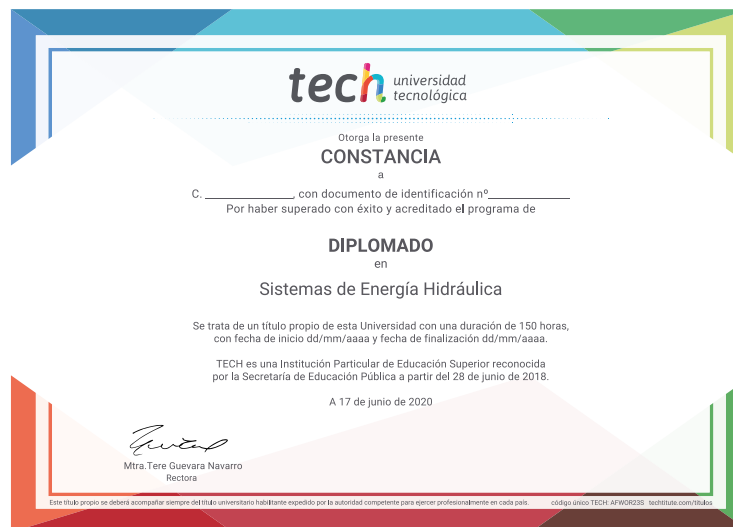 tech universidad
tecnológica
Otorga la presente
CONSTANCIA
a
C. ______________, con documento de identificación nº______________
Por haber superado con éxito y acreditado el programa de
DIPLOMADO
en
Sistemas de Energía Hidráulica
Se trata de un título propio de esta Universidad con una duración de 150 horas,
con fecha de inicio dd/mm/aaaa y fecha de finalización dd/mm/aaaa.
TECH es una Institución Particular de Educación Superior reconocida
por la Secretaría de Educación Pública a partir del 28 de junio de 2018.
A 17 de junio de 2020
Mtra.Tere Guevara Navarro
Rectora
Este título propio se deberá acompañar siempre del título universitario habilitante expedido por la autoridad competente para ejercer profesionalmente en cada país. código único TECH: AFWOR23S techtitute.com/titulos